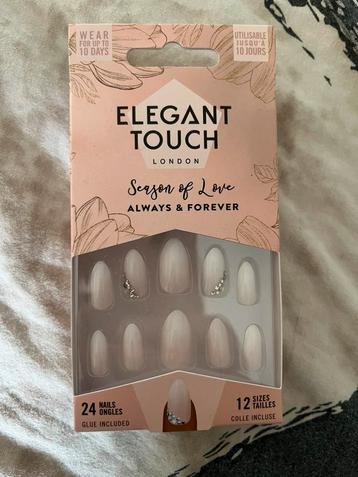 WEAR
FOR UP TO
10 DAYS
UTILISABLE
JUSQU'À
10 JOURS
ELEGANT
TOUCH
LONDON
Season of Love
ALWAYS & FOREVER
24 NAILS
ONGLES
GLUE INCLUDED
12 SIZES
TAILLES
COLLE INCLUSE